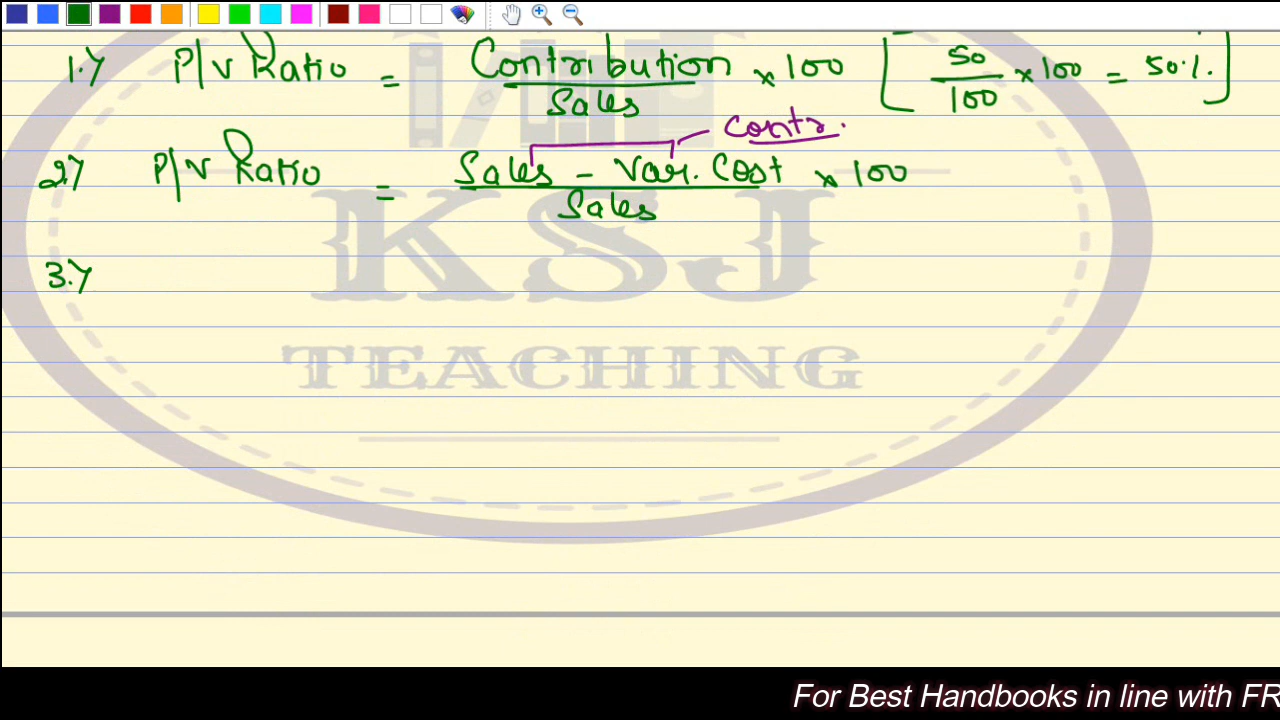 1.) P/V Ratio = Contribution / Sales × 100 [ 50 / 100 × 100 = 50%. ]
Contr.
2) P/V Ratio = Sales - Var. Cost / Sales × 100
3.)
KSJ
TEACHING
For Best Handbooks in line with FR